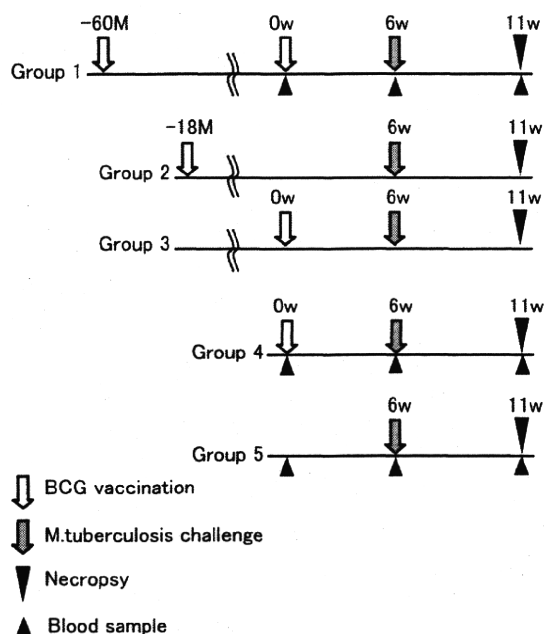 -60M 0w 6w 11w
Group 1
-18M 6w 11w
Group 2
0w 6w 11w
Group 3
0w 6w 11w
Group 4
6w 11w
Group 5
BCG vaccination
M.tuberculosis challenge
Necropsy
Blood sample